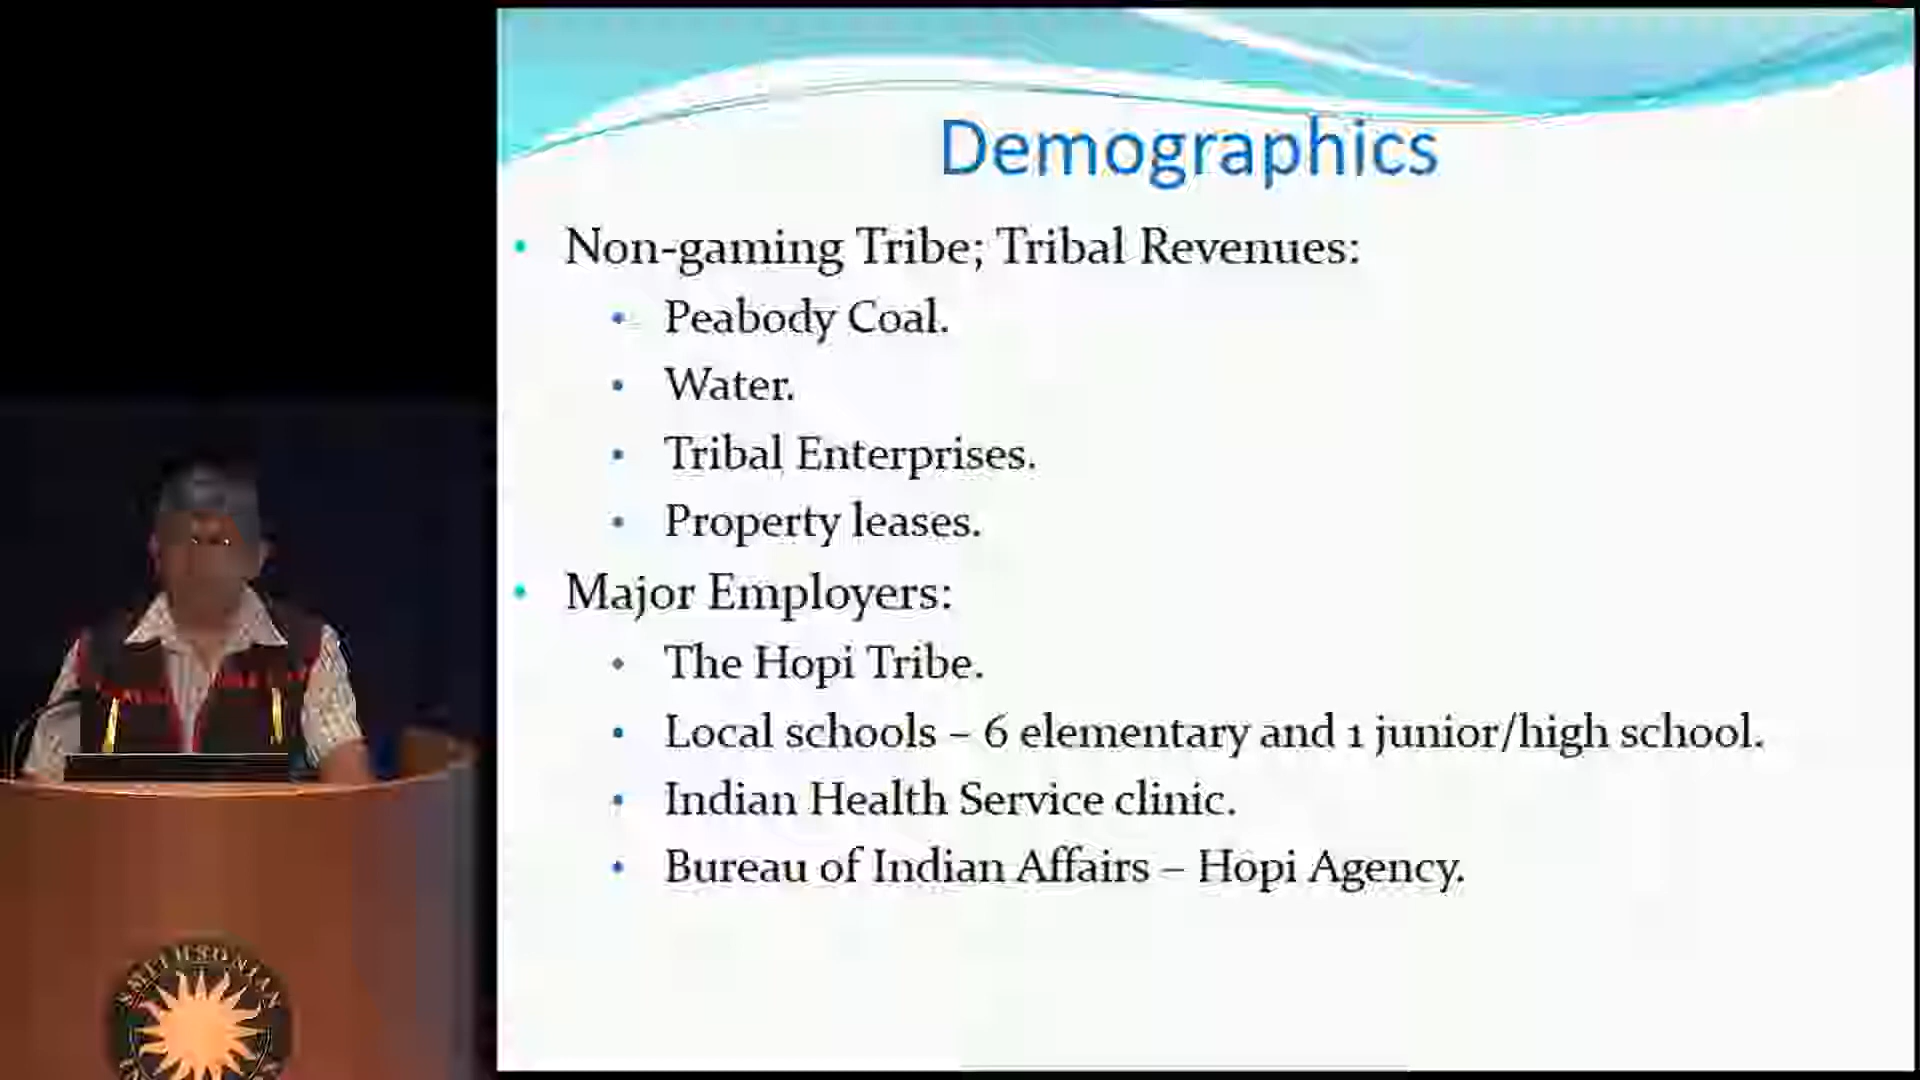 Demographics
Non-gaming Tribe; Tribal Revenues:
Peabody Coal.
Water.
Tribal Enterprises.
Property leases.
Major Employers:
The Hopi Tribe.
Local schools – 6 elementary and 1 junior/high school.
Indian Health Service clinic.
Bureau of Indian Affairs – Hopi Agency.
SMITHSONIAN